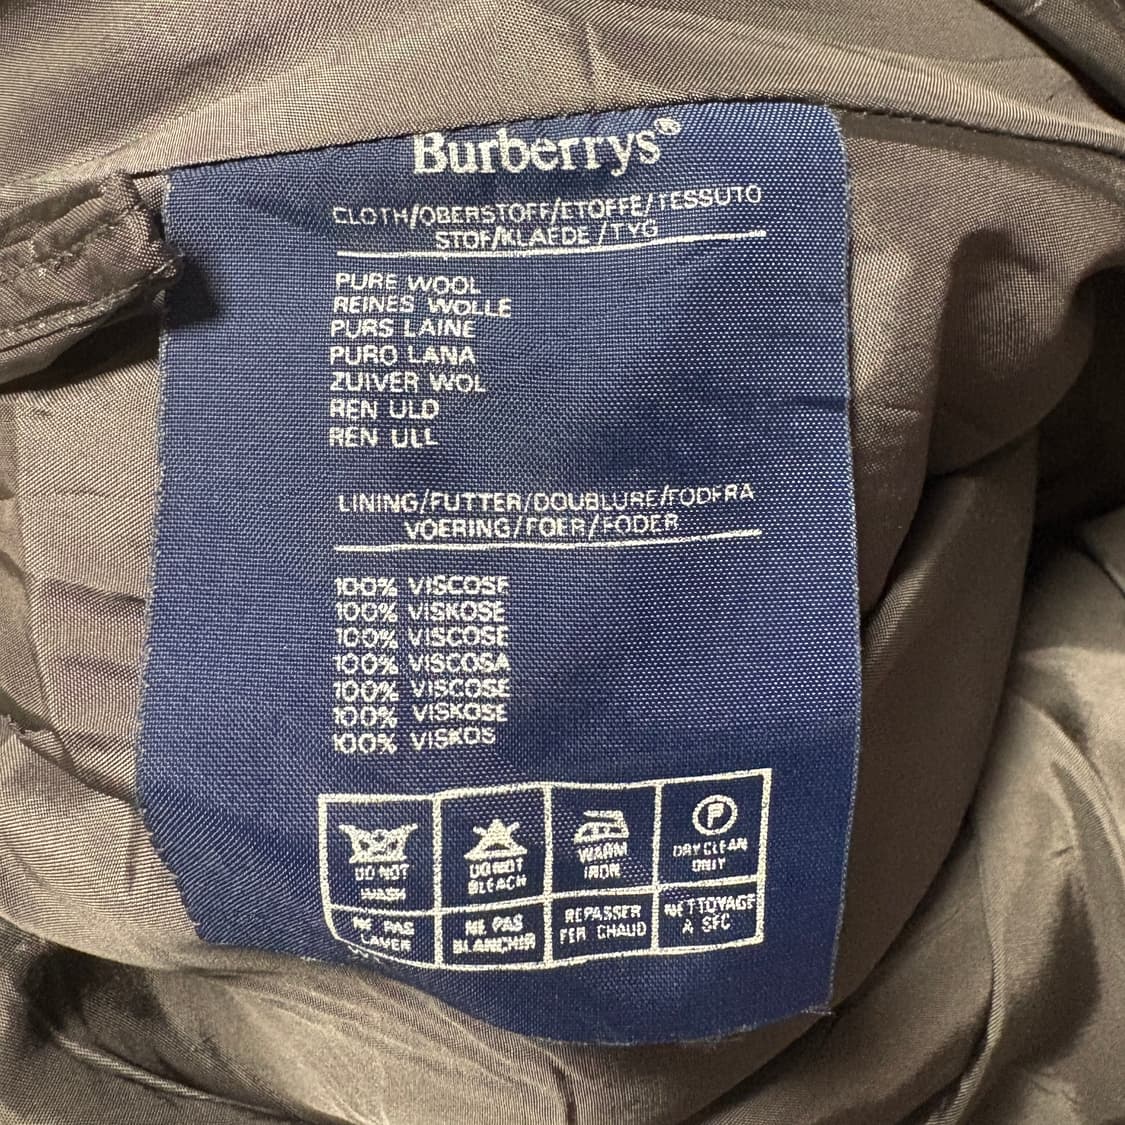 Burberrys®
CLOTH/OBERSTOFF/ETOFFE/TESSUTO
STOF/KLAEDE/TYG
PURE WOOL
REINES WOLLE
PURS LAINE
PURO LANA
ZUIVER WOL
REN ULD
REN ULL
LINING/FUTTER/DOUBLURE/FODERA
VOERING/FOER/FODER
100% VISCOSE
100% VISKOSE
100% VISCOSE
100% VISCOSA
100% VISCOSE
100% VISKOSE
100% VISKOS
DO NOT
WASH
DO NOT
BLEACH
WARM
IRON
P
DRY CLEAN
ONLY
NE PAS
LAVER
NE PAS
BLANCHIR
REPASSER
FER CHAUD
NETTOYAGE
A SEC